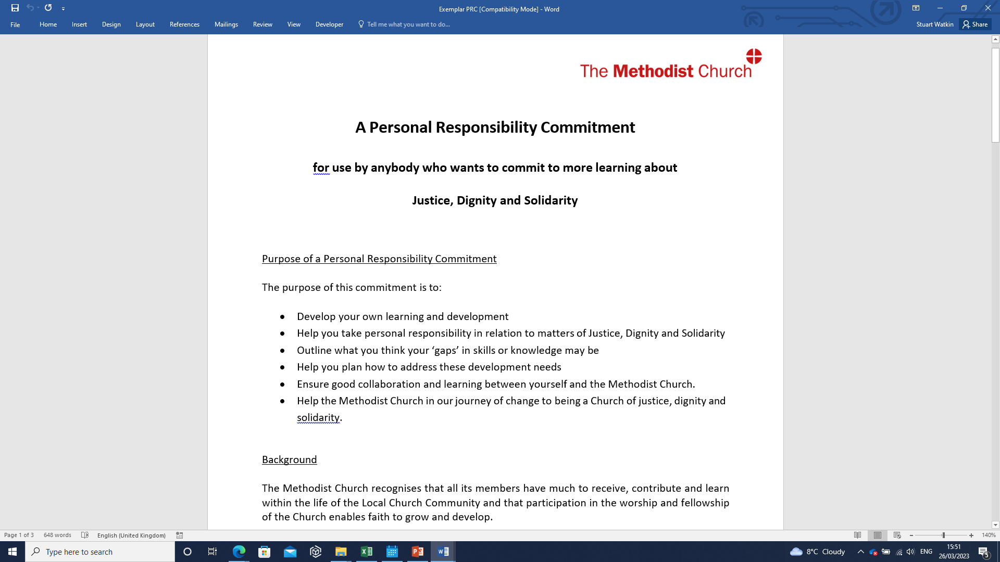 Exemplar PRC [Compatibility Mode] - Word
File Home Insert Design Layout References Mailings Review View Developer Tell me what you want to do... Stuart Watkin Share
The Methodist Church
A Personal Responsibility Commitment
for use by anybody who wants to commit to more learning about
Justice, Dignity and Solidarity
Purpose of a Personal Responsibility Commitment
The purpose of this commitment is to:
• Develop your own learning and development
• Help you take personal responsibility in relation to matters of Justice, Dignity and Solidarity
• Outline what you think your ‘gaps’ in skills or knowledge may be
• Help you plan how to address these development needs
• Ensure good collaboration and learning between yourself and the Methodist Church.
• Help the Methodist Church in our journey of change to being a Church of justice, dignity and
solidarity.
Background
The Methodist Church recognises that all its members have much to receive, contribute and learn
within the life of the Local Church Community and that participation in the worship and fellowship
of the Church enables faith to grow and develop.
Page 1 of 3 648 words English (United Kingdom) 140%
Type here to search 8°C Cloudy ENG 15:51
26/03/2023 5